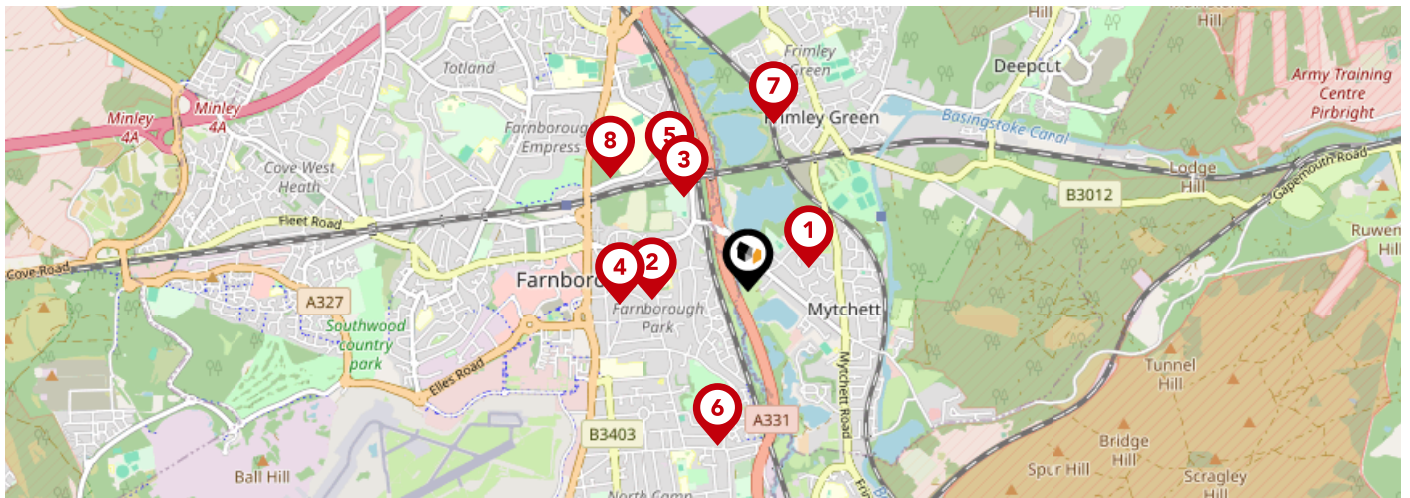 Hill
Hill
Frimley
Green
Totland
Deepcut
Army Training
Centre
Pirbright
7
Minley
4A
Minley
4A
Farnborough
Empress
8
5
3
Frimley Green
Basingstoke Canal
Cove West
Heath
Lodge
Hill
Gapemouth Road
B3012
Fleet Road
1
Cove Road
4
2
Farnboro
A327
Farnborough
Park
Mytchett
Southwood
country
park
Elles Road
Mytchett Road
Tunnel
Hill
6
A331
B3403
Bridge
Hill
Ball Hill
Spur Hill
Scragley
Hill
North Camp